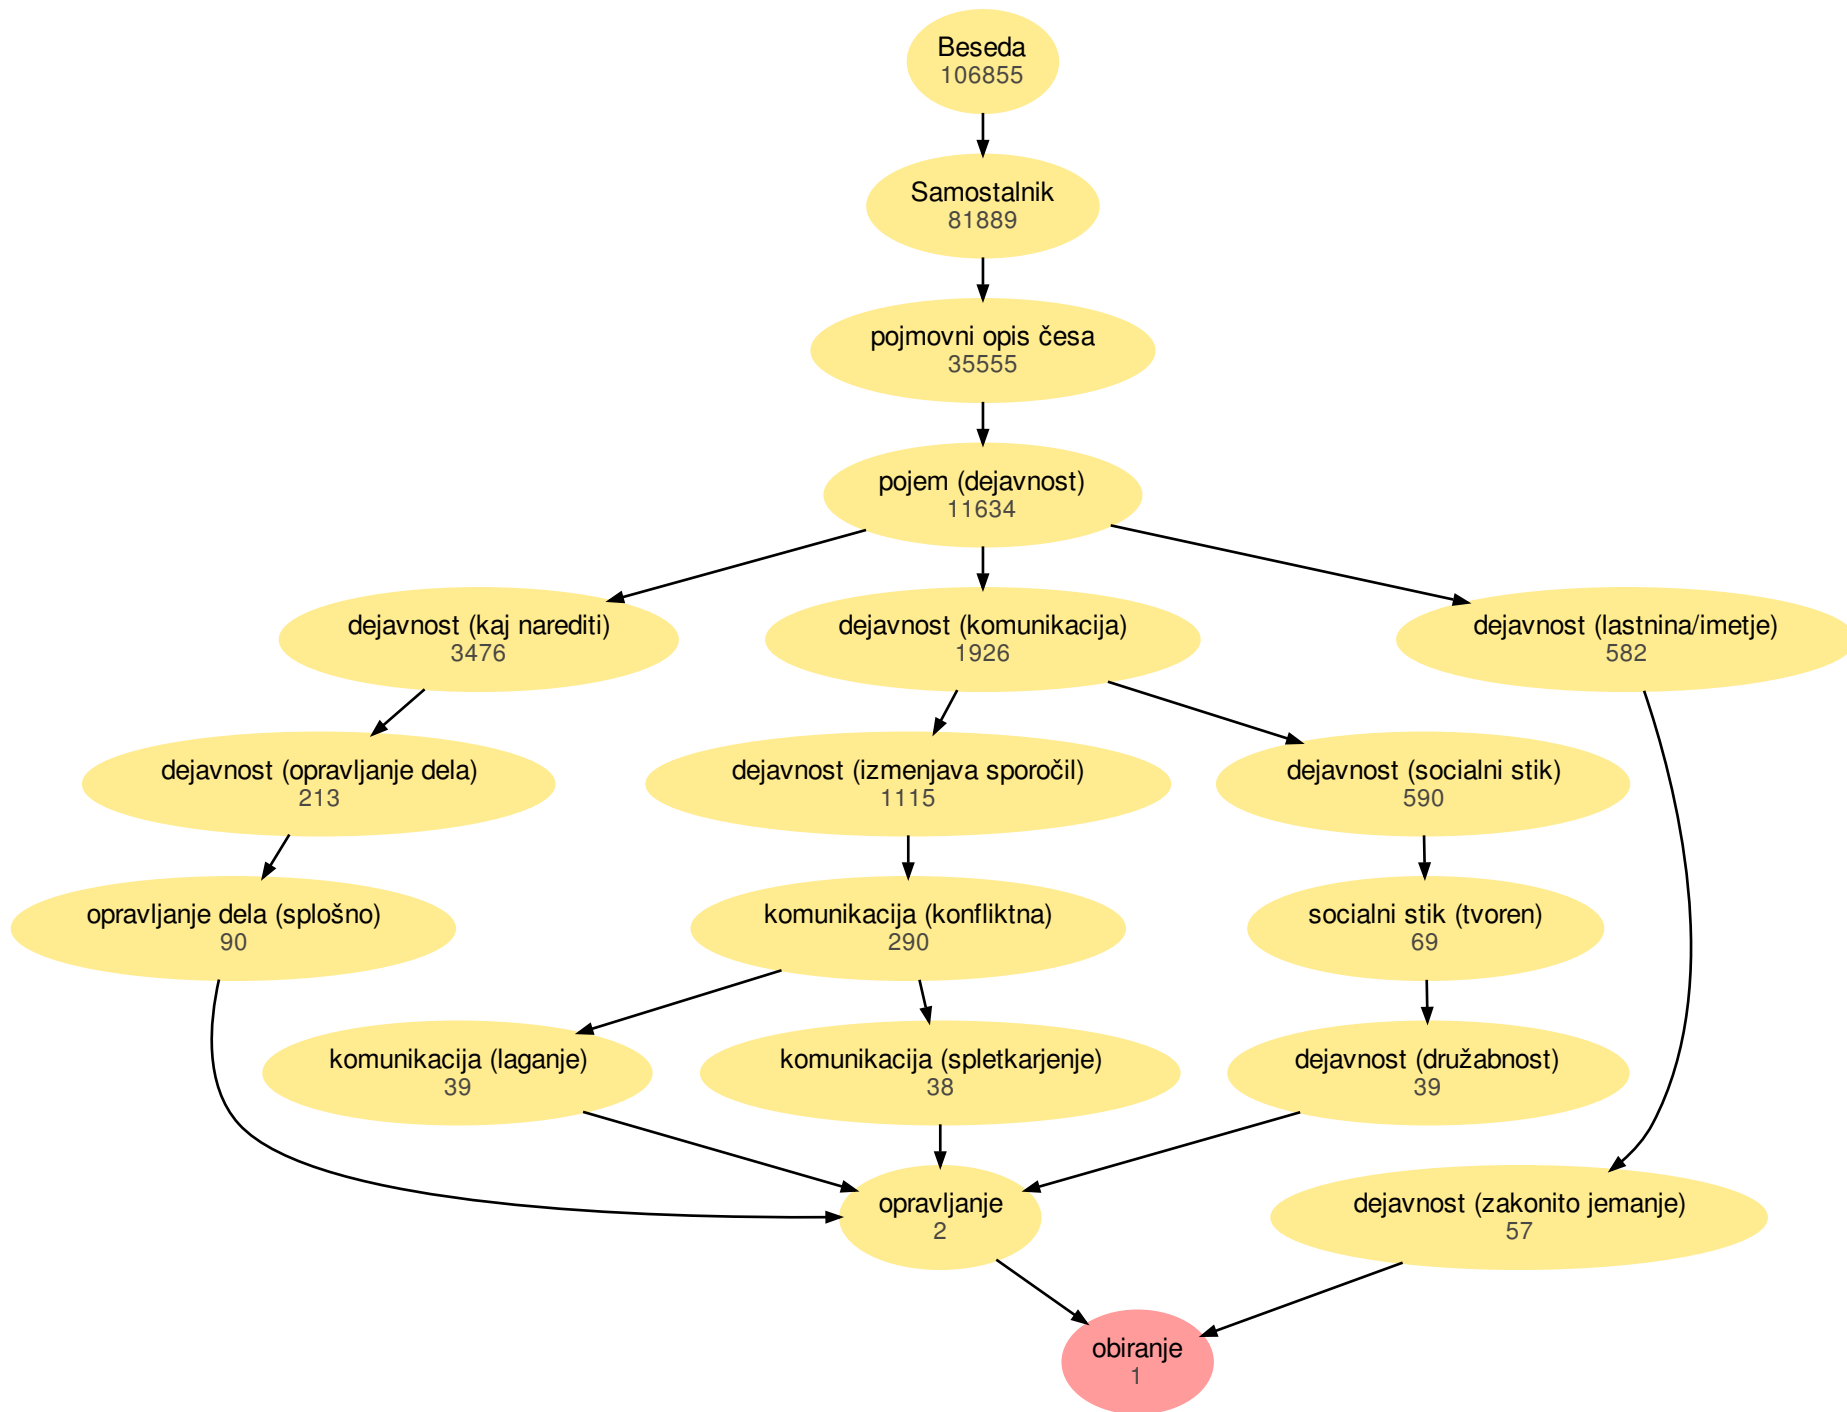 Beseda
106855
Samostalnik
81889
pojmovni opis česa
35555
pojem (dejavnost)
11634
dejavnost (kaj narediti)
3476
dejavnost (komunikacija)
1926
dejavnost (lastnina/imetje)
582
dejavnost (opravljanje dela)
213
dejavnost (izmenjava sporočil)
1115
dejavnost (socialni stik)
590
opravljanje dela (splošno)
90
komunikacija (konfliktna)
290
socialni stik (tvoren)
69
komunikacija (laganje)
39
komunikacija (spletkarjenje)
38
dejavnost (družabnost)
39
opravljanje
2
dejavnost (zakonito jemanje)
57
obiranje
1